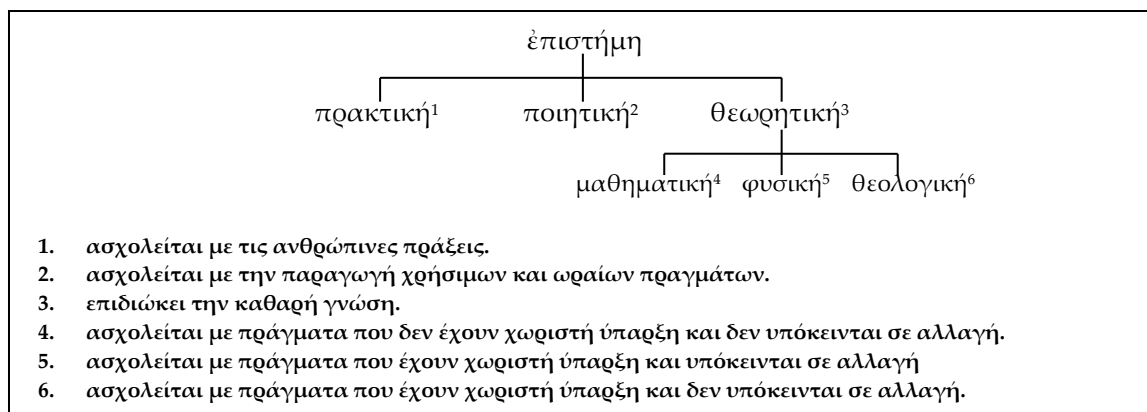 ἐπιστήμη
πρακτική¹ ποιητική² θεωρητική³
μαθηματική⁴ φυσική⁵ θεολογική⁶
1. ασχολείται με τις ανθρώπινες πράξεις.
2. ασχολείται με την παραγωγή χρήσιμων και ωραίων πραγμάτων.
3. επιδιώκει την καθαρή γνώση.
4. ασχολείται με πράγματα που δεν έχουν χωριστή ύπαρξη και δεν υπόκεινται σε αλλαγή.
5. ασχολείται με πράγματα που έχουν χωριστή ύπαρξη και υπόκεινται σε αλλαγή
6. ασχολείται με πράγματα που έχουν χωριστή ύπαρξη και δεν υπόκεινται σε αλλαγή.